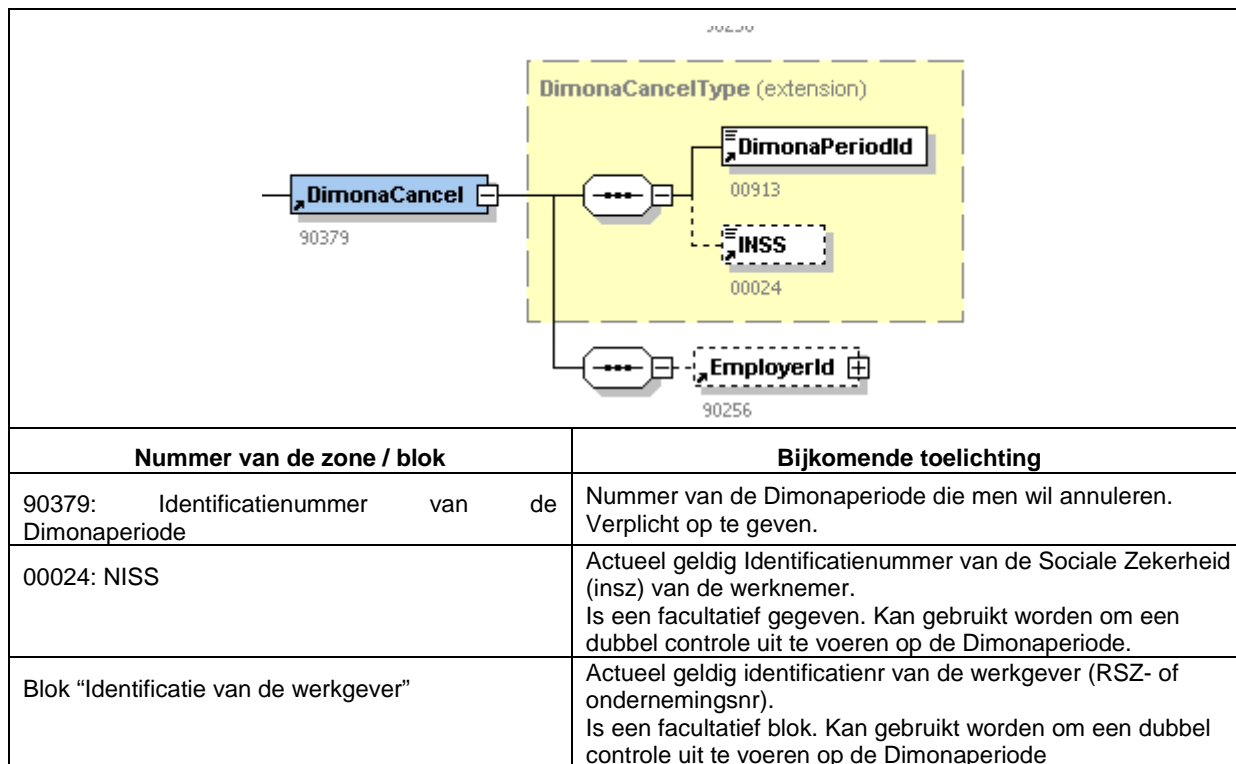 DimonaCancelType (extension)
DimonaPeriodId
00913
DimonaCancel
90379
INSS
00024
EmployerId
90256
Nummer van de zone / blok
Bijkomende toelichting
90379: Identificatienummer van de
Dimonaperiode
Nummer van de Dimonaperiode die men wil annuleren.
Verplicht op te geven.
00024: NISS
Actueel geldig Identificatienummer van de Sociale Zekerheid
(insz) van de werknemer.
Is een facultatief gegeven. Kan gebruikt worden om een
dubbel controle uit te voeren op de Dimonaperiode.
Blok “Identificatie van de werkgever”
Actueel geldig identificatienr van de werkgever (RSZ- of
ondernemingsnr).
Is een facultatief blok. Kan gebruikt worden om een dubbel
controle uit te voeren op de Dimonaperiode